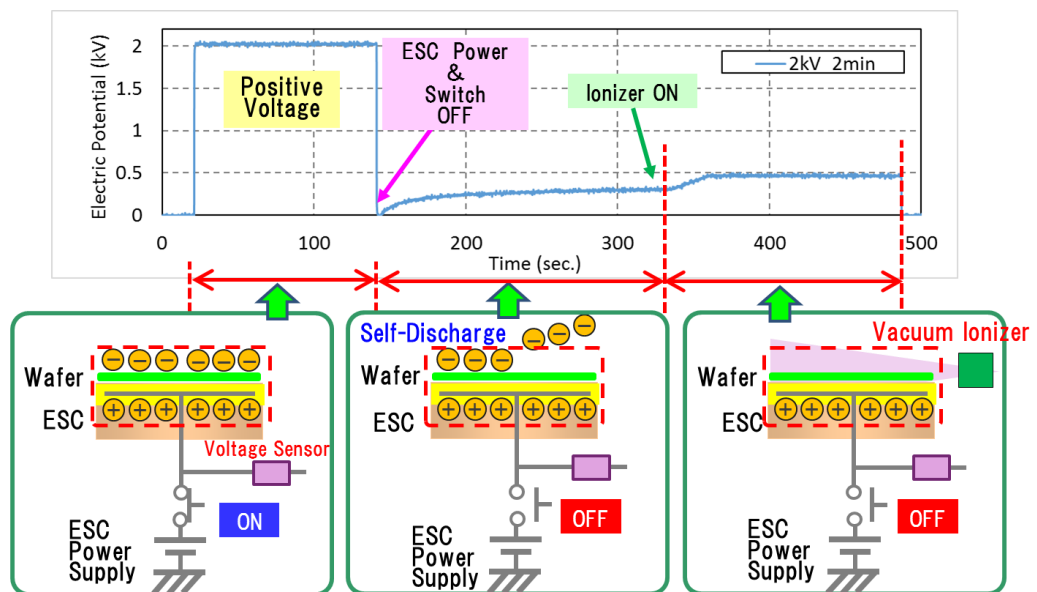 Electric Potential (kV)
2
1.5
1
0.5
0
0
100
200
300
400
500
Time (sec.)
2kV 2min
Positive
Voltage
ESC Power
&
Switch
OFF
Ionizer ON
Wafer
ESC
Voltage Sensor
ON
ESC
Power
Supply
Self-Discharge
Wafer
ESC
OFF
ESC
Power
Supply
Vacuum Ionizer
Wafer
ESC
OFF
ESC
Power
Supply